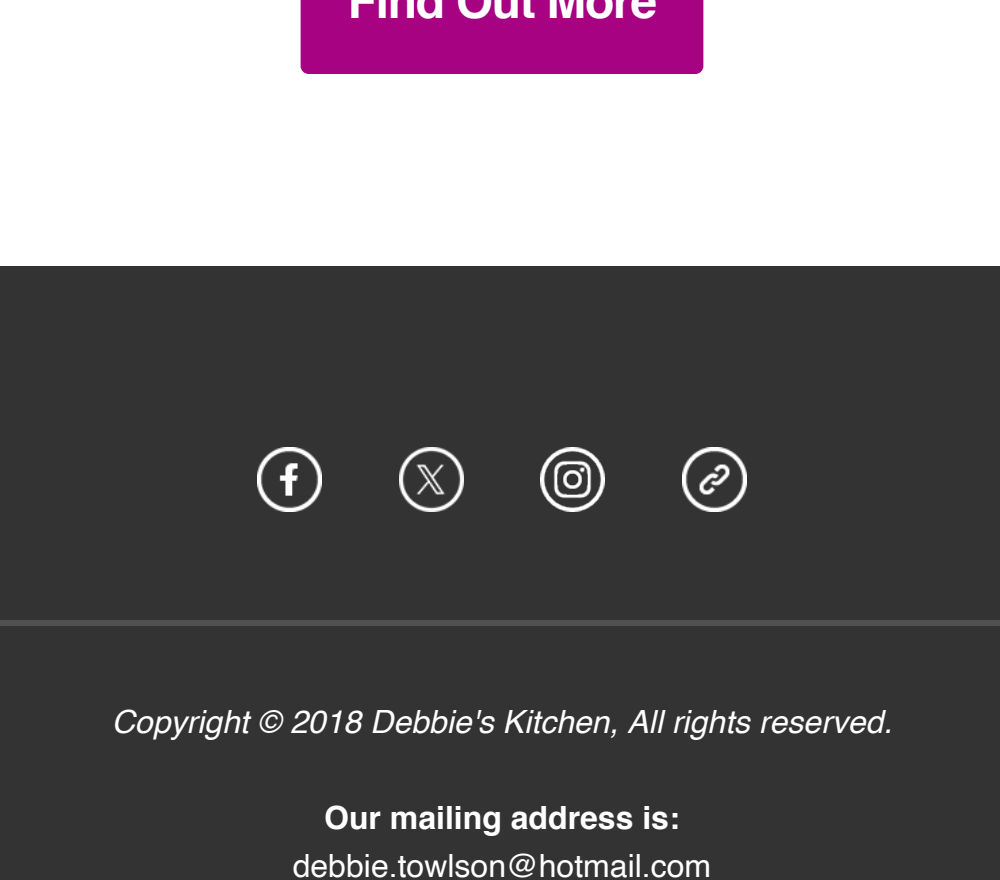 Find Out More
Copyright © 2018 Debbie's Kitchen, All rights reserved.
Our mailing address is:
debbie.towlson@hotmail.com